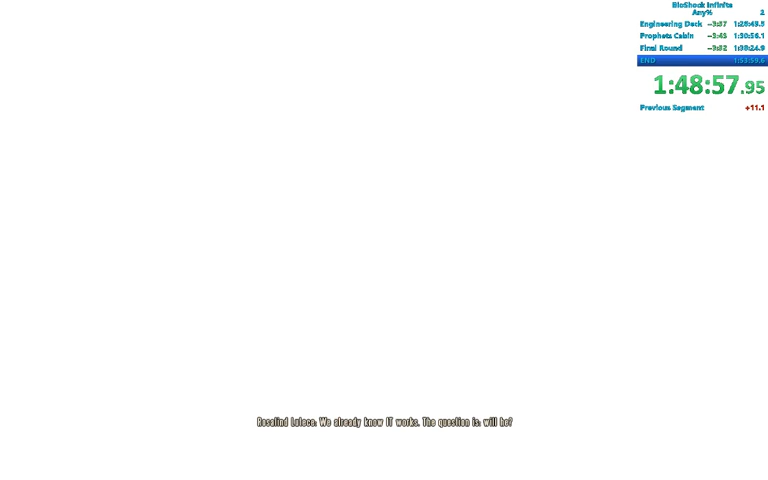 BioShock Infinite
Any% 2
Engineering Deck -3:37 1:28:49.5
Prophets Cabin -3:43 1:30:56.1
Final Round -3:32 1:38:24.9
END 1:53:59.6
1:48:57.95
Previous Segment +11.1
Rosalind Lutece: We already know IT works. The question is: will he?